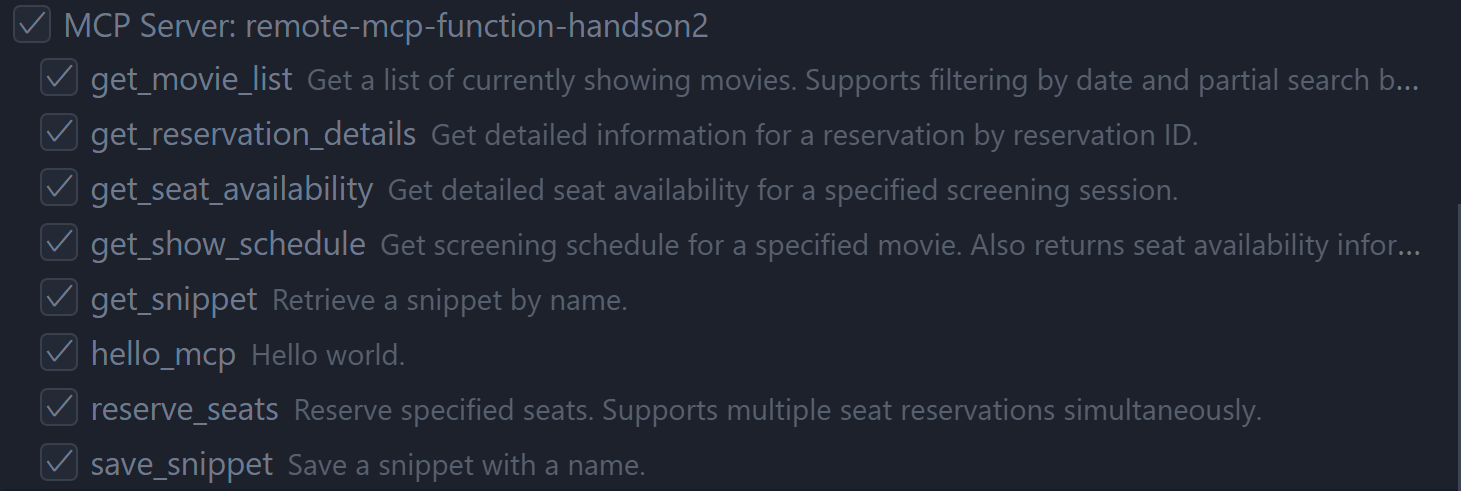 MCP Server: remote-mcp-function-handson2
get_movie_list Get a list of currently showing movies. Supports filtering by date and partial search b...
get_reservation_details Get detailed information for a reservation by reservation ID.
get_seat_availability Get detailed seat availability for a specified screening session.
get_show_schedule Get screening schedule for a specified movie. Also returns seat availability infor...
get_snippet Retrieve a snippet by name.
hello_mcp Hello world.
reserve_seats Reserve specified seats. Supports multiple seat reservations simultaneously.
save_snippet Save a snippet with a name.